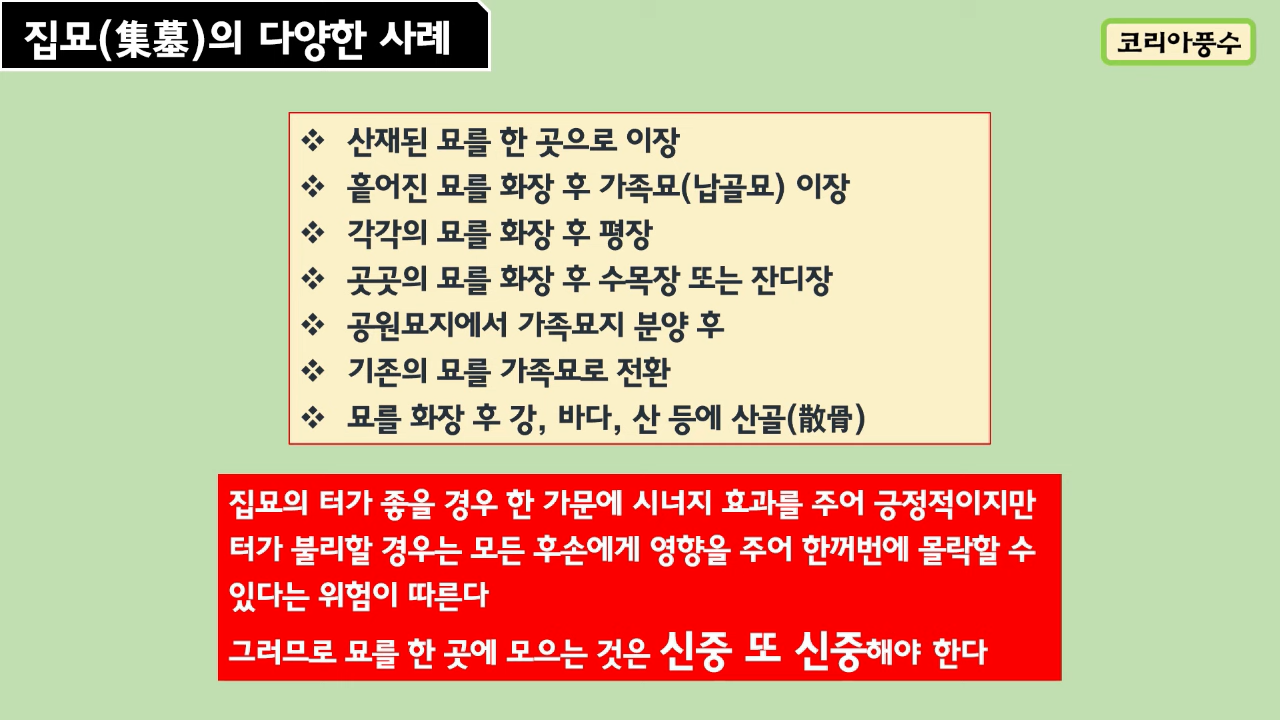 집묘(集墓)의 다양한 사례
코리아풍수
❖ 산재된 묘를 한 곳으로 이장
❖ 흩어진 묘를 화장 후 가족묘(납골묘) 이장
❖ 각각의 묘를 화장 후 평장
❖ 곳곳의 묘를 화장 후 수목장 또는 잔디장
❖ 공원묘지에서 가족묘지 분양 후
❖ 기존의 묘를 가족묘로 전환
❖ 묘를 화장 후 강, 바다, 산 등에 산골(散骨)
집묘의 터가 좋을 경우 한 가문에 시너지 효과를 주어 긍정적이지만
터가 불리할 경우는 모든 후손에게 영향을 주어 한꺼번에 몰락할 수
있다는 위험이 따른다
그러므로 묘를 한 곳에 모으는 것은 신중 또 신중해야 한다